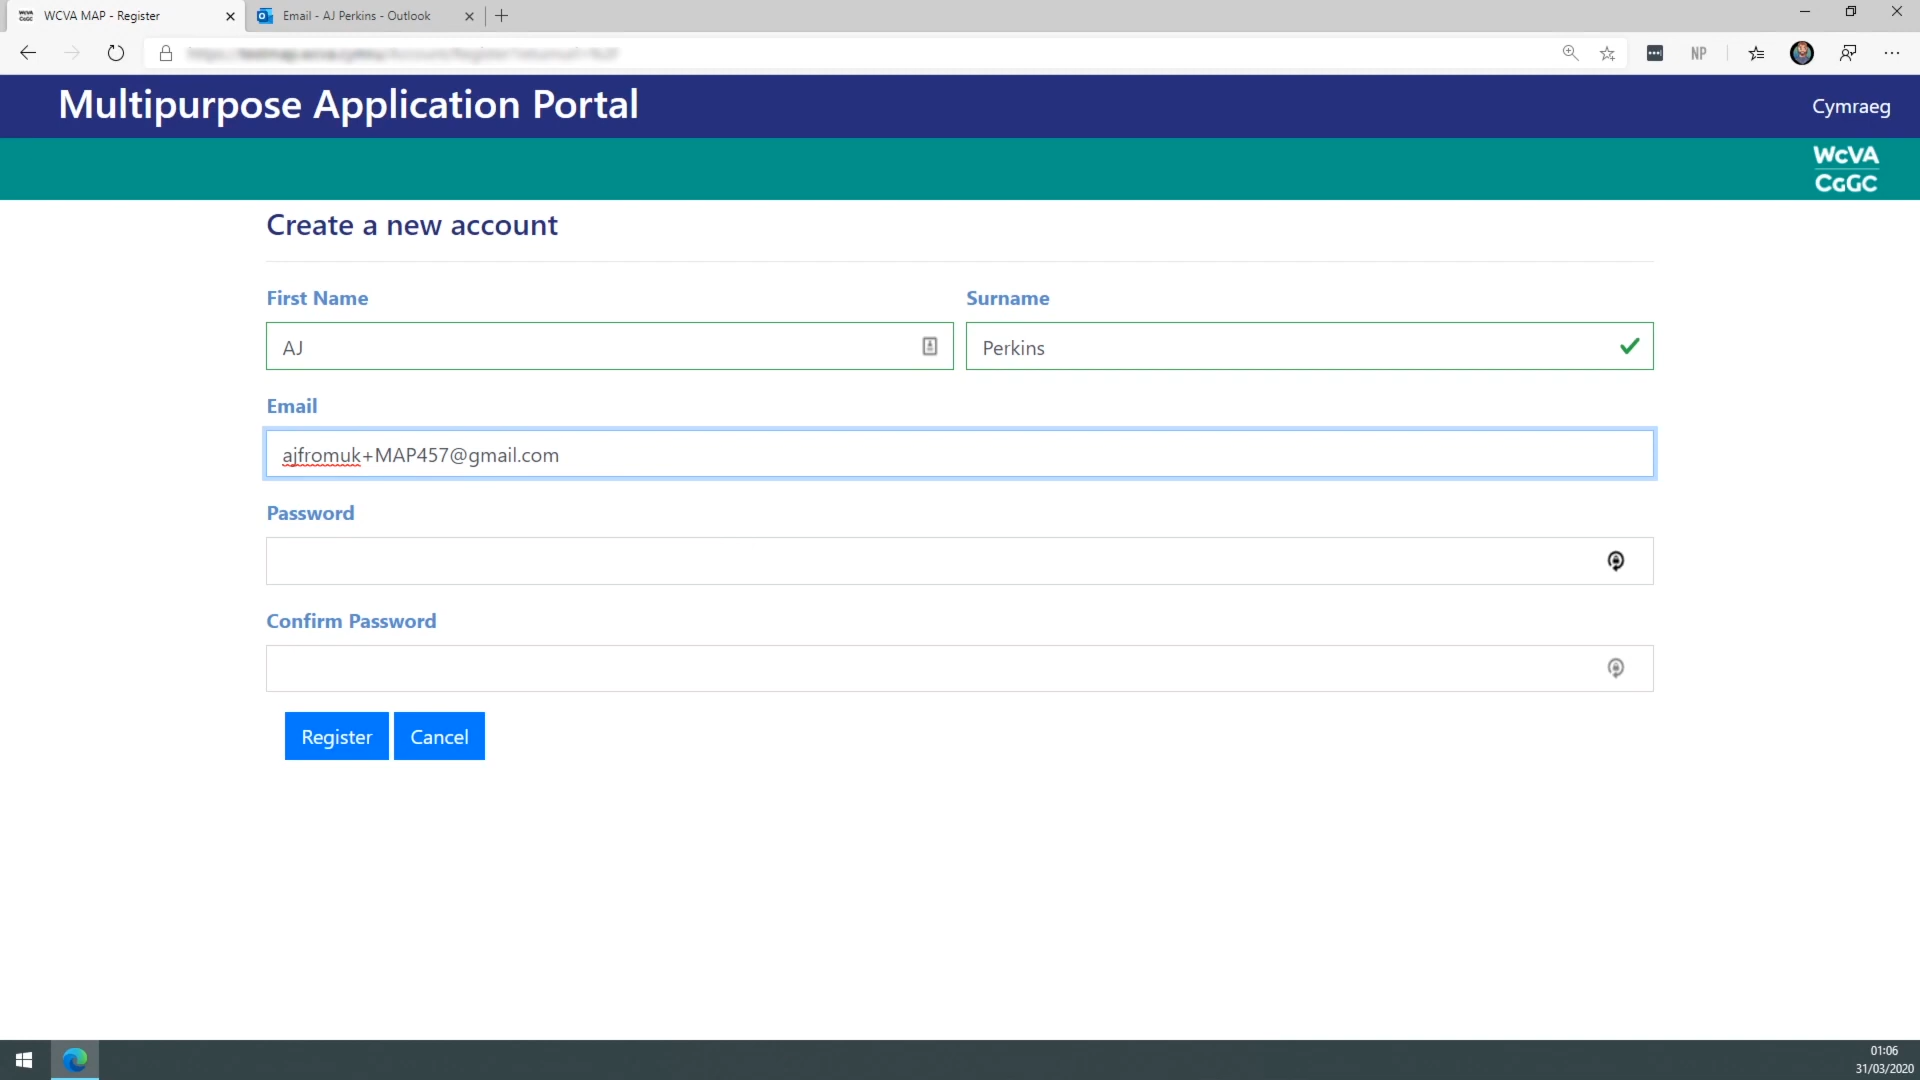 WCVA MAP - Register
Email - AJ Perkins - Outlook
NP
Multipurpose Application Portal
Cymraeg
WCVA
CGGC
Create a new account
First Name
Surname
AJ
Perkins
Email
ajfromuk+MAP457@gmail.com
Password
Confirm Password
Register
Cancel
01:06
31/03/2020